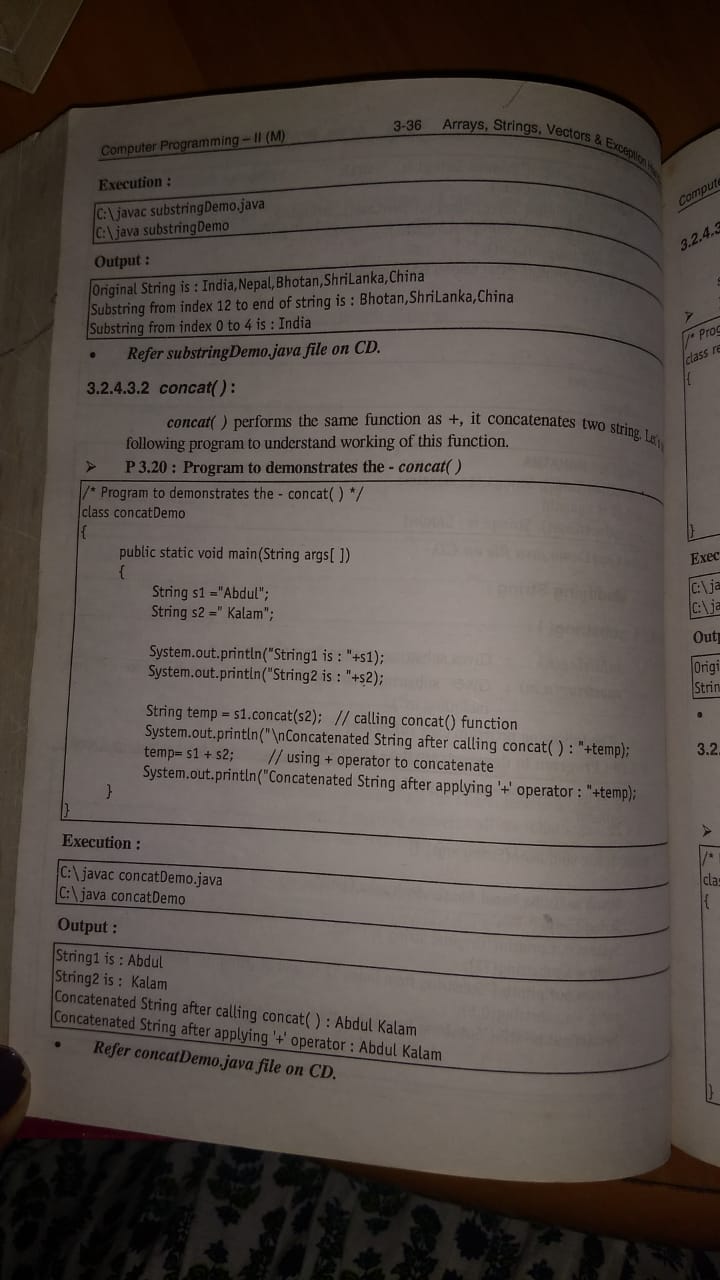 Computer Programming – II (M) 3-36 Arrays, Strings, Vectors & Exception
Execution :
C:\javac substringDemo.java
C:\java substringDemo
Output :
Original String is : India,Nepal,Bhotan,ShriLanka,China
Substring from index 12 to end of string is : Bhotan,ShriLanka,China
Substring from index 0 to 4 is : India
• Refer substringDemo.java file on CD.
3.2.4.3.2 concat( ) :
concat( ) performs the same function as +, it concatenates two string. Let's
following program to understand working of this function.
➢ P 3.20 : Program to demonstrates the - concat( )
/* Program to demonstrates the - concat( ) */
class concatDemo
{
public static void main(String args[ ])
{
String s1 ="Abdul";
String s2 =" Kalam";
System.out.println("String1 is : "+s1);
System.out.println("String2 is : "+s2);
String temp = s1.concat(s2); // calling concat() function
System.out.println("\nConcatenated String after calling concat( ) : "+temp);
temp= s1 + s2; // using + operator to concatenate
System.out.println("Concatenated String after applying '+' operator : "+temp);
}
}
Execution :
C:\javac concatDemo.java
C:\java concatDemo
Output :
String1 is : Abdul
String2 is : Kalam
Concatenated String after calling concat( ) : Abdul Kalam
Concatenated String after applying '+' operator : Abdul Kalam
• Refer concatDemo.java file on CD.
Compute
3.2.4.3
➢
/* Prog
class re
{
}
Exec
C:\ja
C:\ja
Outp
Origi
Strin
•
3.2.
➢
/*
cla
{
}